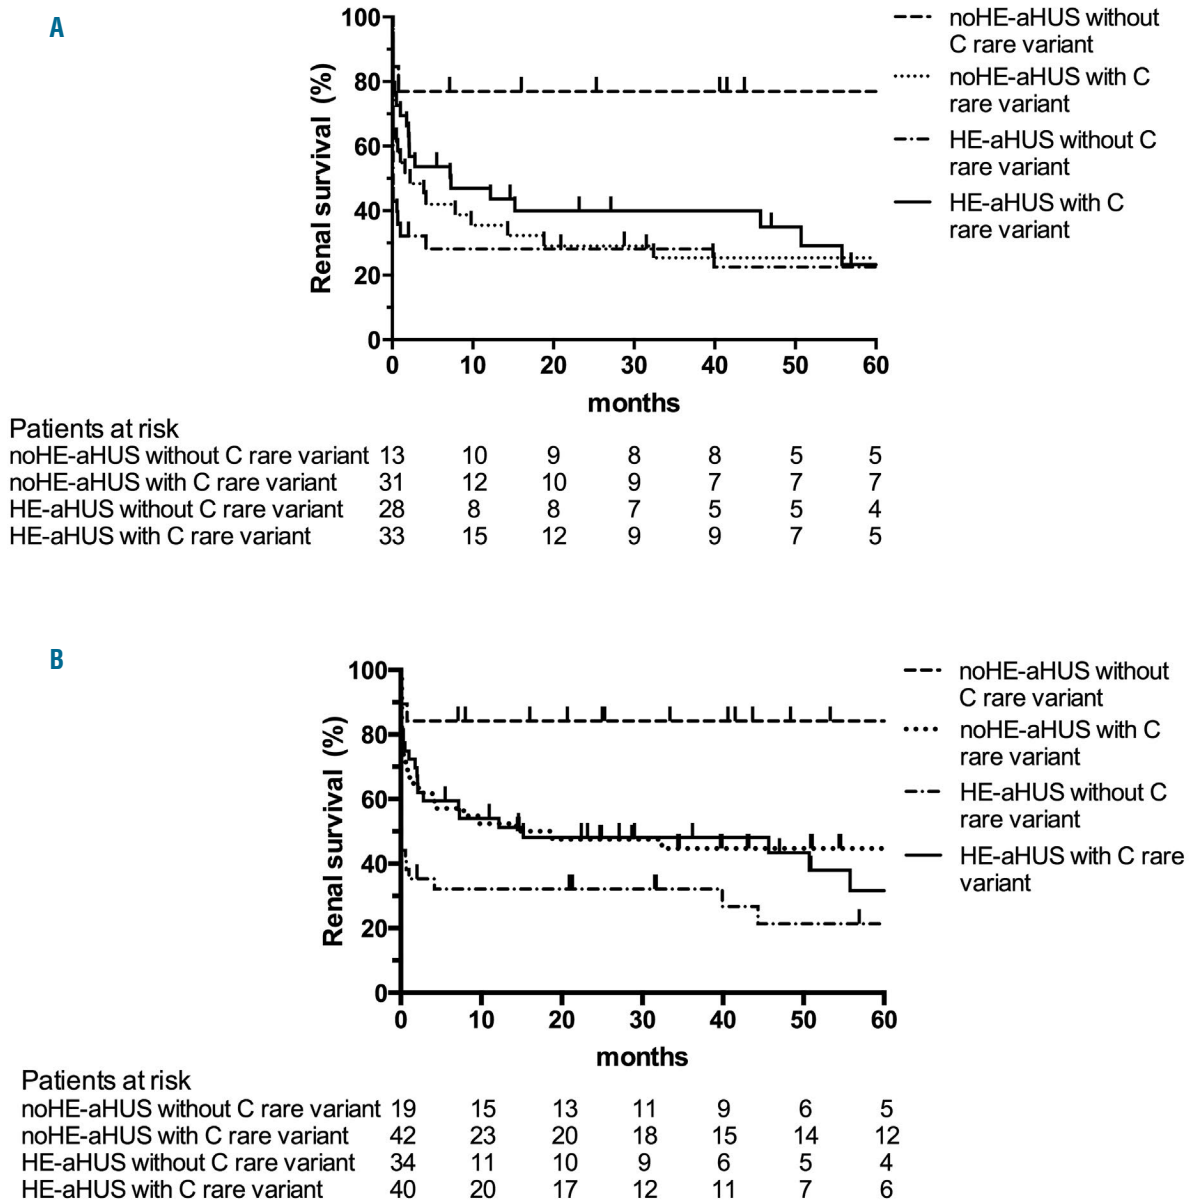 A
100
80
60
40
20
0
Renal survival (%)
0 10 20 30 40 50 60
months
noHE-aHUS without
C rare variant
noHE-aHUS with C
rare variant
HE-aHUS without C
rare variant
HE-aHUS with C
rare variant
Patients at risk
noHE-aHUS without C rare variant 13 10 9 8 8 5 5
noHE-aHUS with C rare variant 31 12 10 9 7 7 7
HE-aHUS without C rare variant 28 8 8 7 5 5 4
HE-aHUS with C rare variant 33 15 12 9 9 7 5
B
100
80
60
40
20
0
Renal survival (%)
0 10 20 30 40 50 60
months
noHE-aHUS without
C rare variant
noHE-aHUS with C
rare variant
HE-aHUS without C
rare variant
HE-aHUS with C rare
variant
Patients at risk
noHE-aHUS without C rare variant 19 15 13 11 9 6 5
noHE-aHUS with C rare variant 42 23 20 18 15 14 12
HE-aHUS without C rare variant 34 11 10 9 6 5 4
HE-aHUS with C rare variant 40 20 17 12 11 7 6